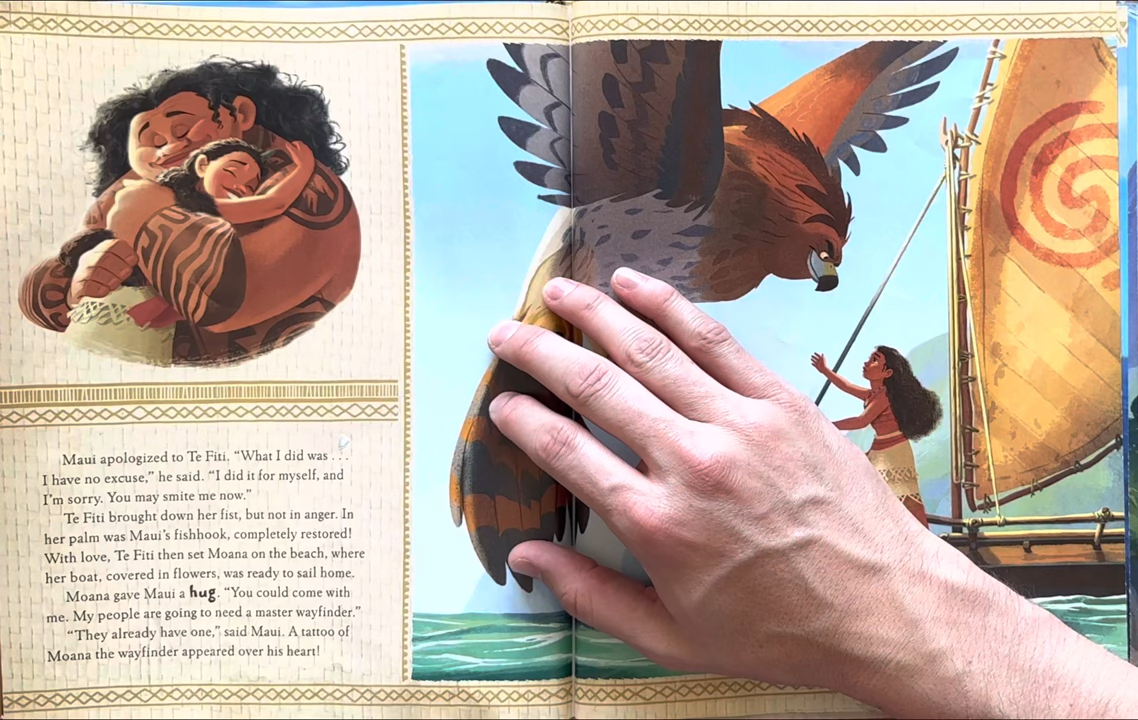 Maui apologized to Te Fiti. “What I did was . . .
I have no excuse,” he said. “I did it for myself, and
I’m sorry. You may smite me now.”
Te Fiti brought down her fist, but not in anger. In
her palm was Maui’s fishhook, completely restored!
With love, Te Fiti then set Moana on the beach, where
her boat, covered in flowers, was ready to sail home.
Moana gave Maui a hug. “You could come with
me. My people are going to need a master wayfinder.”
“They already have one,” said Maui. A tattoo of
Moana the wayfinder appeared over his heart!